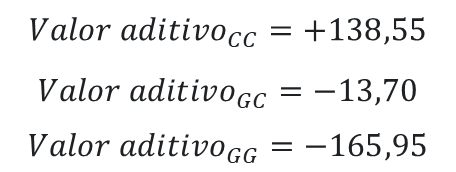 Valor aditivo_CC = +138,55
Valor aditivo_GC = −13,70
Valor aditivo_GG = −165,95